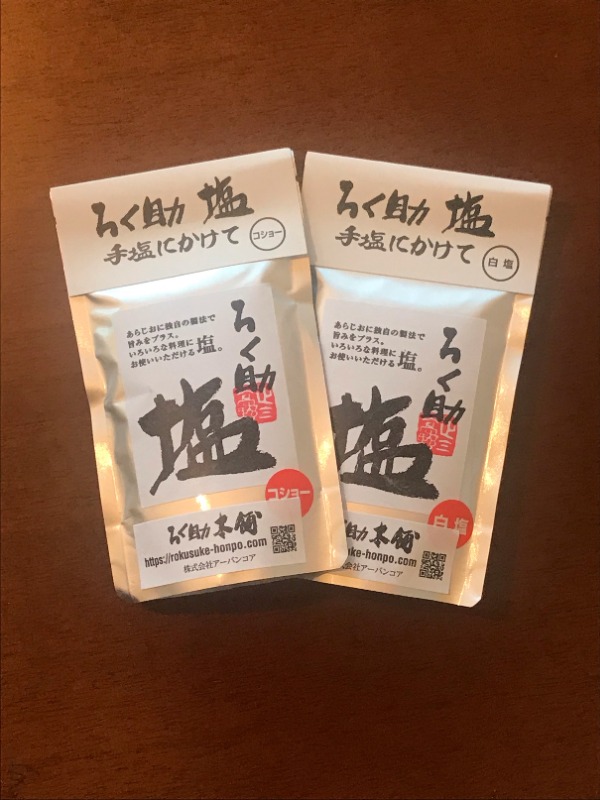 ろく助 塩
手塩にかけて
コショー
あらじおに独自の製法で
旨みをプラス。
いろいろな料理に
お使いいただける塩。
ろく助
塩
コショー
ろく助本舗
https://rokusuke-honpo.com
株式会社アーバンコア
ろく助 塩
手塩にかけて
白塩
あらじおに独自の製法で
旨みをプラス。
いろいろな料理に
お使いいただける塩。
ろく助
塩
白塩
ろく助本舗
ke-honpo.com
株式会社アーバンコア